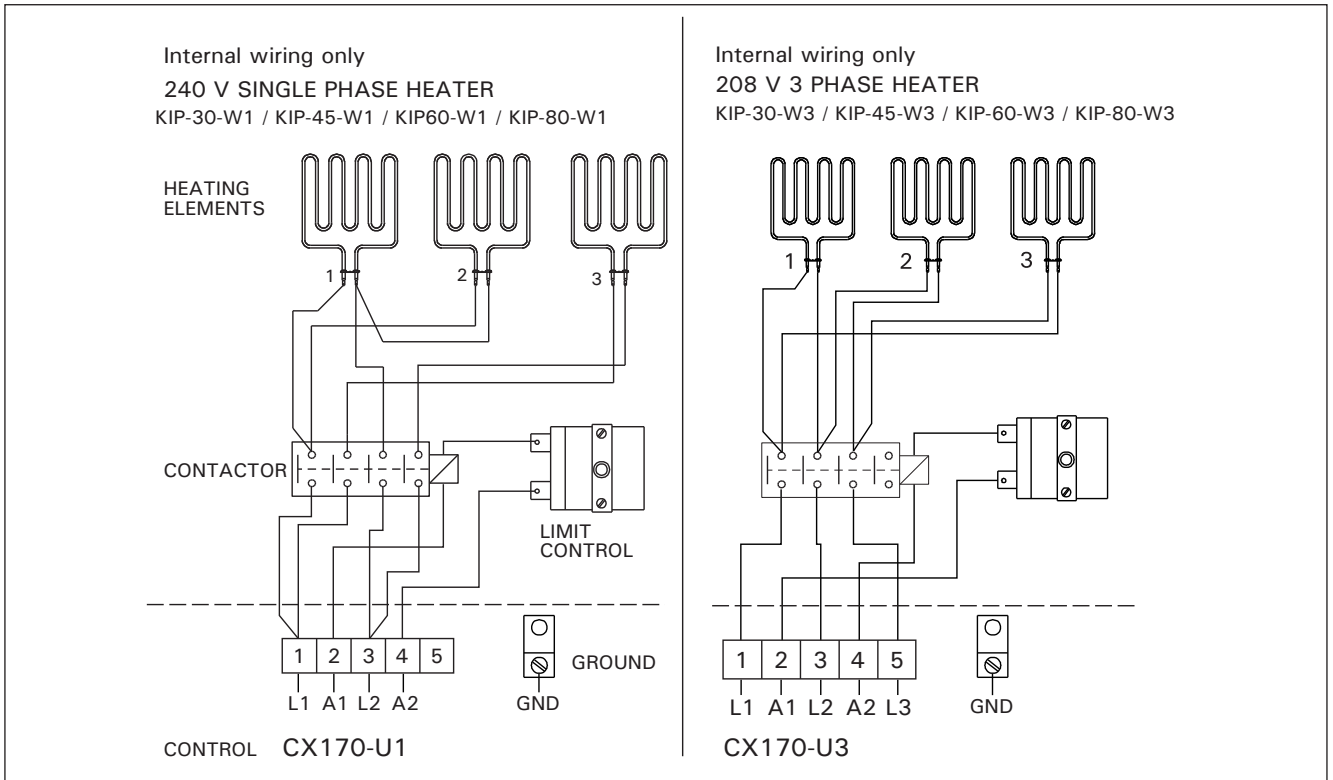 Internal wiring only
240 V SINGLE PHASE HEATER
KIP-30-W1 / KIP-45-W1 / KIP60-W1 / KIP-80-W1
HEATING
ELEMENTS
1
2
3
CONTACTOR
LIMIT
CONTROL
1 2 3 4 5
GROUND
L1 A1 L2 A2
GND
CONTROL CX170-U1
Internal wiring only
208 V 3 PHASE HEATER
KIP-30-W3 / KIP-45-W3 / KIP-60-W3 / KIP-80-W3
1
2
3
1 2 3 4 5
L1 A1 L2 A2 L3
GND
CX170-U3